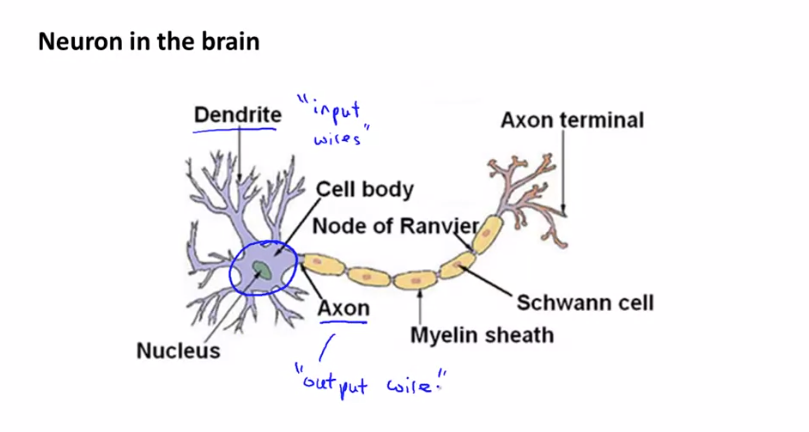 Neuron in the brain
Dendrite
"input
wires"
Axon terminal
Cell body
Node of Ranvier
Axon
Schwann cell
Myelin sheath
Nucleus
"output wire."